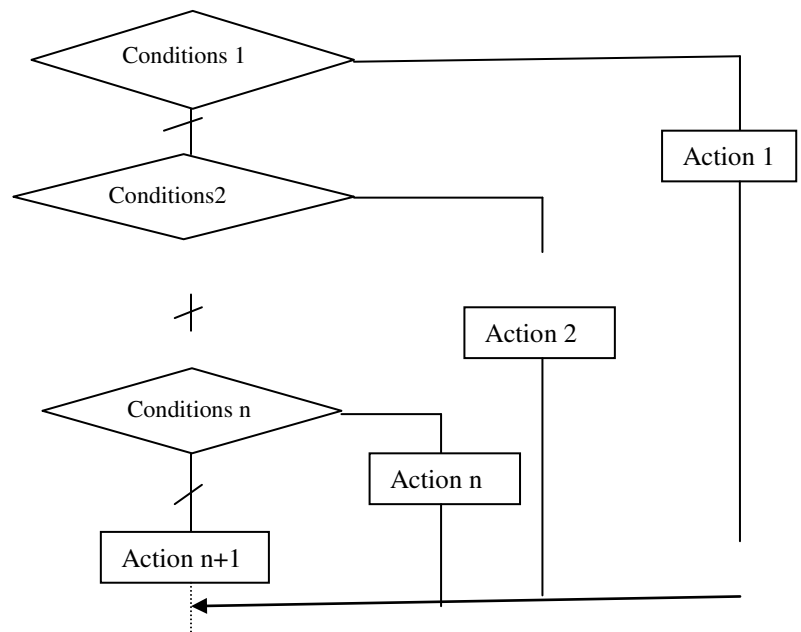 Conditions 1
Action 1
Conditions2
Action 2
Conditions n
Action n
Action n+1